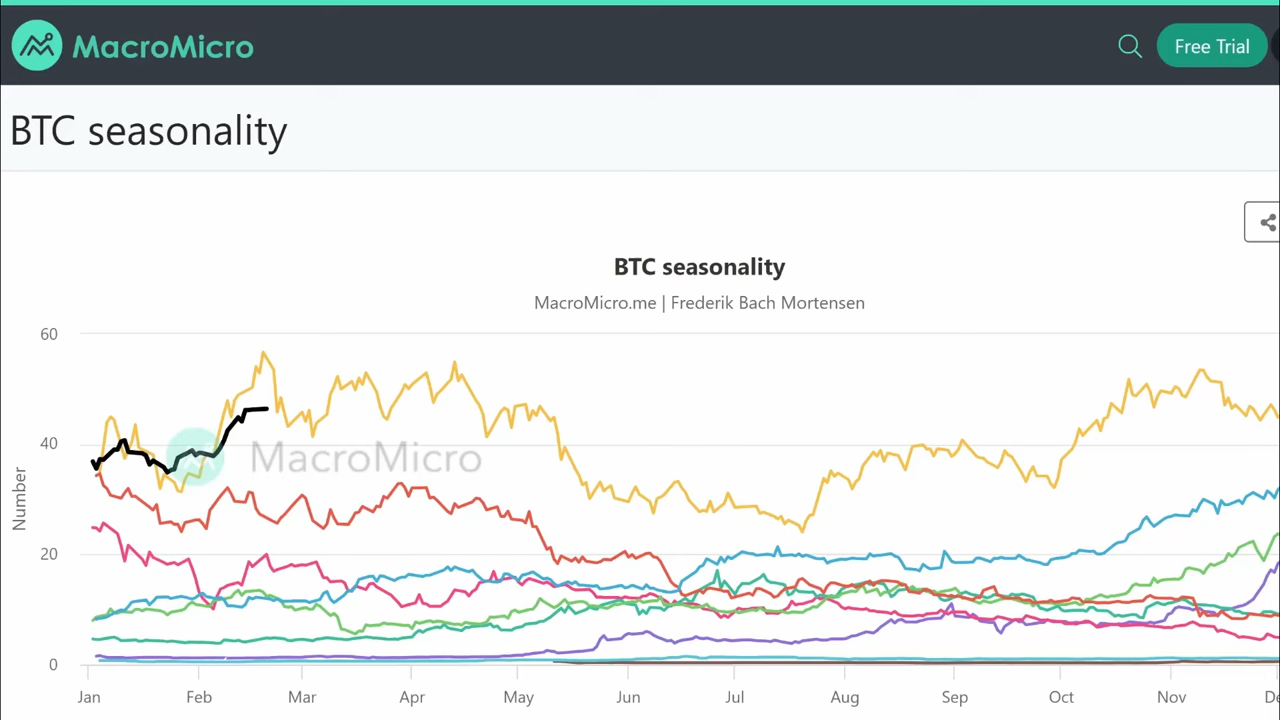 MacroMicro
Free Trial
BTC seasonality
BTC seasonality
MacroMicro.me | Frederik Bach Mortensen
60
40
20
0
Number
MacroMicro
Jan Feb Mar Apr May Jun Jul Aug Sep Oct Nov De